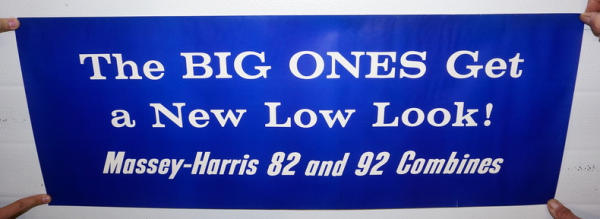 The BIG ONES Get
a New Low Look!
Massey-Harris 82 and 92 Combines